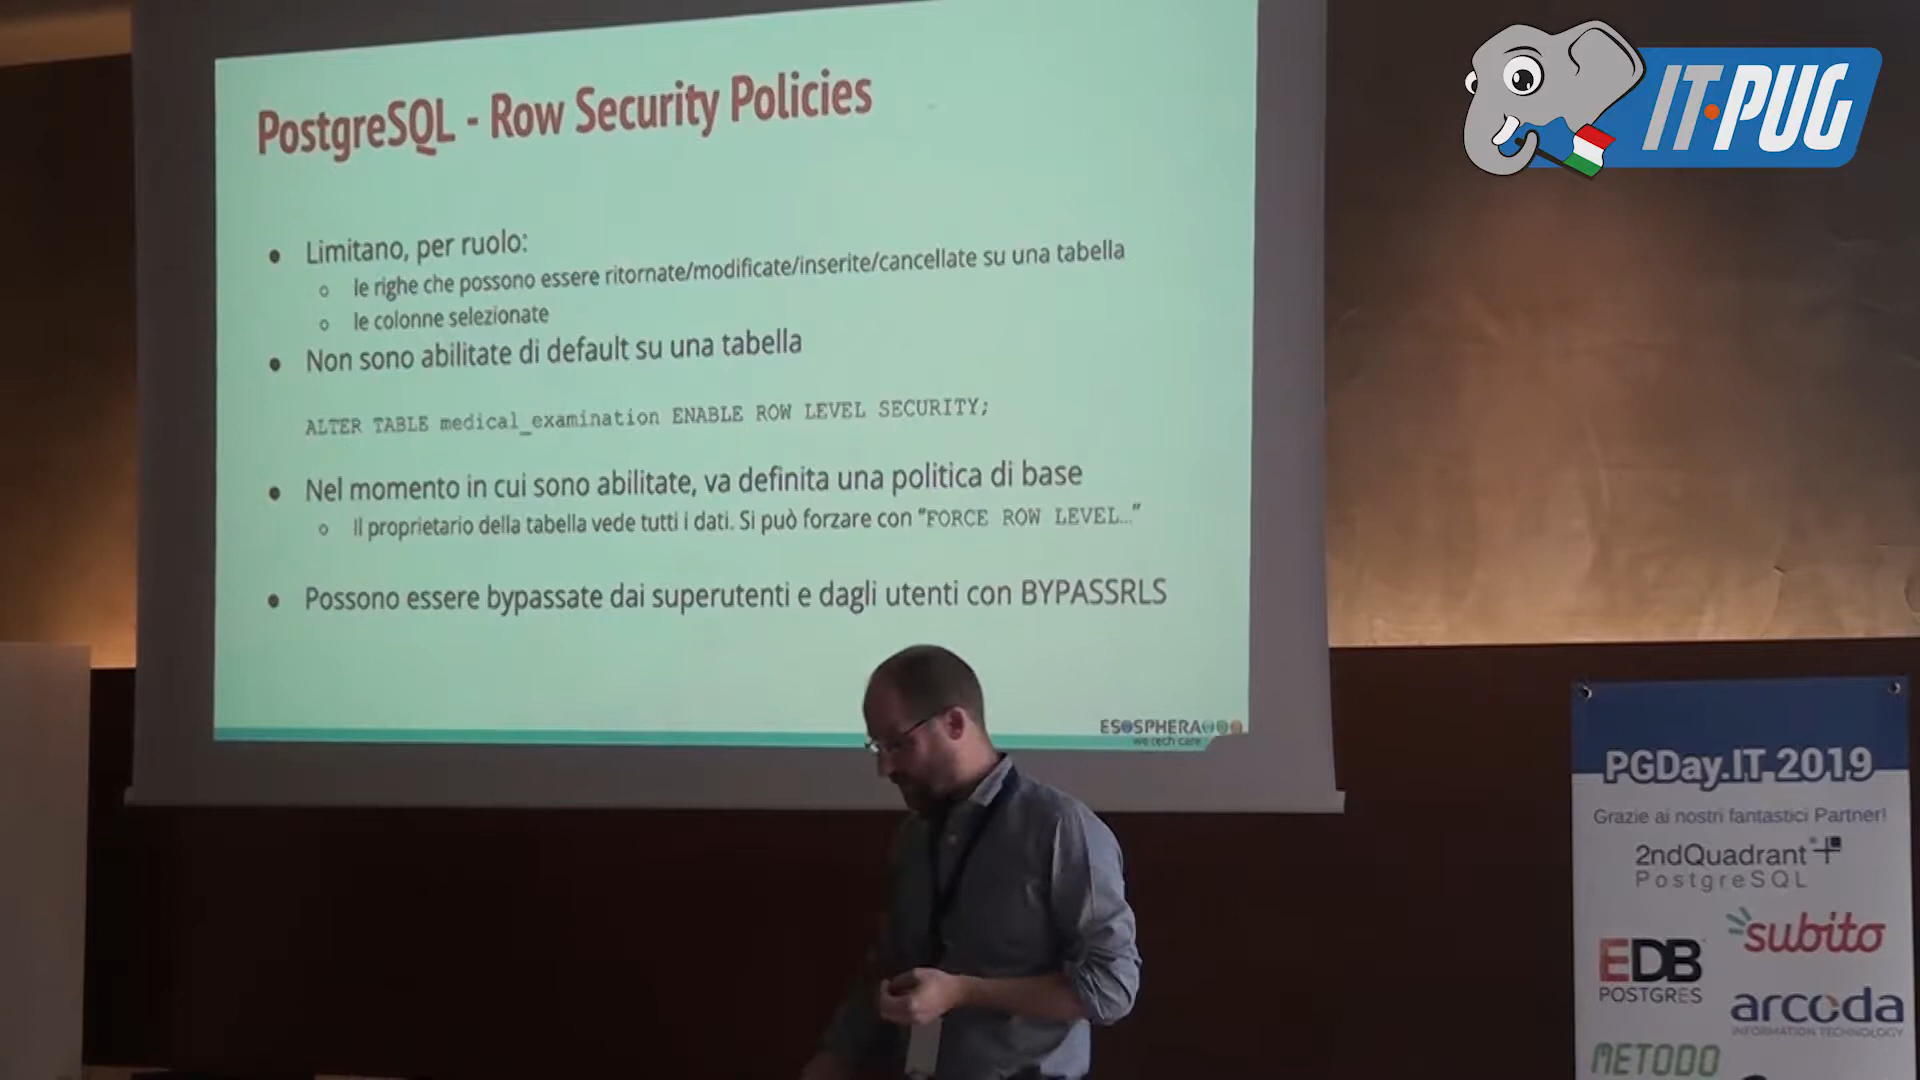 PostgreSQL - Row Security Policies
Limitano, per ruolo:
le righe che possono essere ritornate/modificate/inserite/cancellate su una tabella
le colonne selezionate
Non sono abilitate di default su una tabella
ALTER TABLE medical_examination ENABLE ROW LEVEL SECURITY;
Nel momento in cui sono abilitate, va definita una politica di base
Il proprietario della tabella vede tutti i dati. Si può forzare con “FORCE ROW LEVEL…”
Possono essere bypassate dai superutenti e dagli utenti con BYPASSRLS
ESOSPHERA
we tech care
IT·PUG
PGDay.IT 2019
Grazie ai nostri fantastici Partner!
2ndQuadrant
PostgreSQL
subito
EDB
POSTGRES
arcoda
INFORMATION TECHNOLOGY
METODO